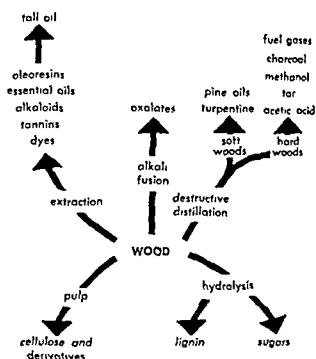 tall oil
oleoresins
essential oils
alkaloids
tannins
dyes
extraction
oxalates
alkali
fusion
pine oils
turpentine
soft
woods
fuel gases
charcoal
methanol
tar
acetic acid
hard
woods
destructive
distillation
WOOD
pulp
cellulose and
derivatives
hydrolysis
lignin
sugars